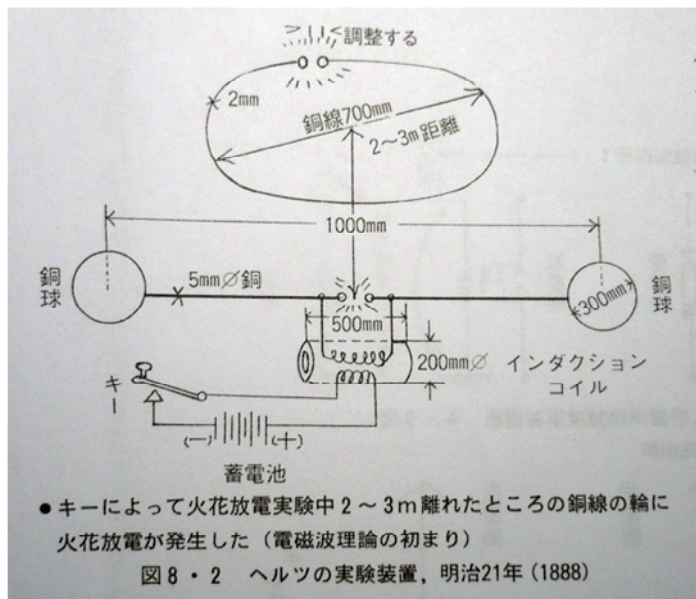 調整する
2mm
銅線700mm
2～3m距離
1000mm
銅球
5mm∅銅
銅球
300mm
500mm
200mm∅
インダクション
コイル
キー
(－)
(＋)
蓄電池
●キーによって火花放電実験中2～3m離れたところの銅線の輪に
火花放電が発生した（電磁波理論の初まり）
図8・2 ヘルツの実験装置，明治21年(1888)